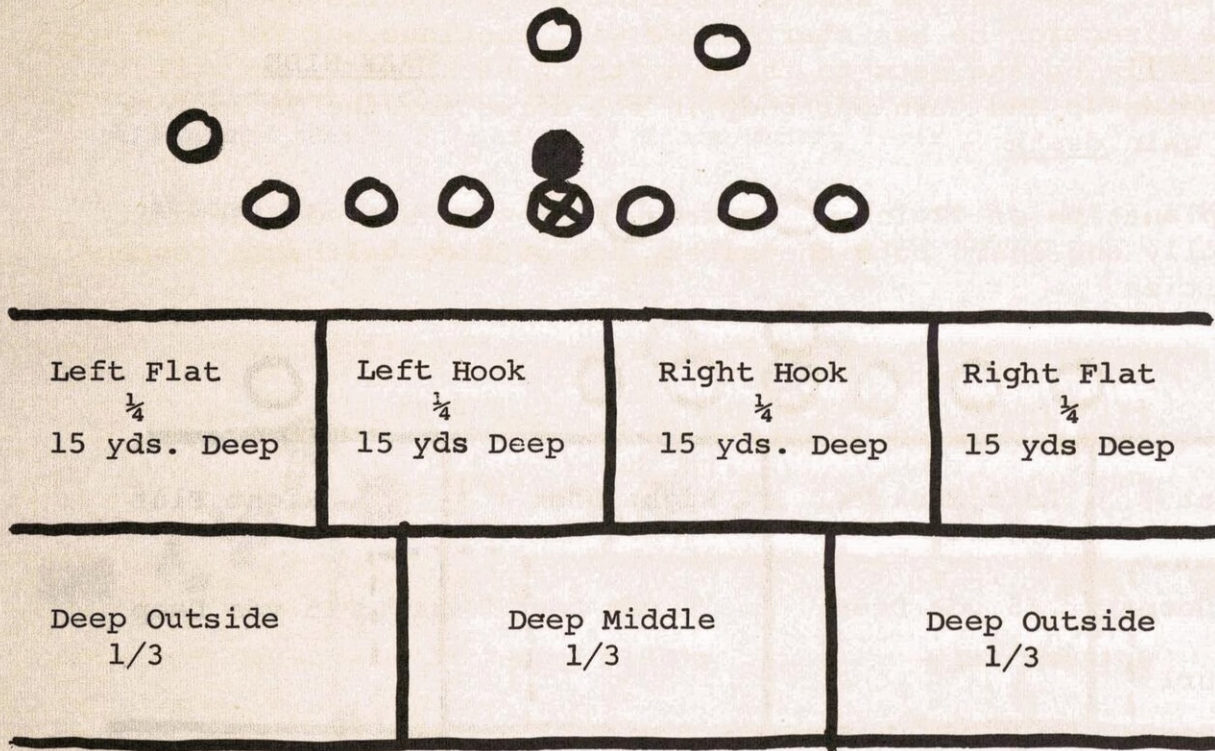 Left Flat
¼
15 yds. Deep
Left Hook
¼
15 yds Deep
Right Hook
¼
15 yds. Deep
Right Flat
¼
15 yds Deep
Deep Outside
1/3
Deep Middle
1/3
Deep Outside
1/3